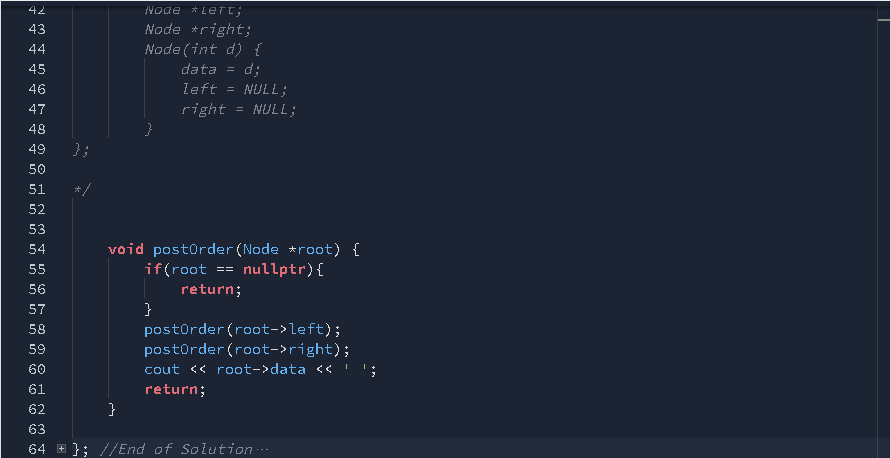 42 Node *left;
43 Node *right;
44 Node(int d) {
45 data = d;
46 left = NULL;
47 right = NULL;
48 }
49 };
50
51 */
52
53
54 void postOrder(Node *root) {
55 if(root == nullptr){
56 return;
57 }
58 postOrder(root->left);
59 postOrder(root->right);
60 cout << root->data << ' ';
61 return;
62 }
63
64 }; //End of Solution⋯